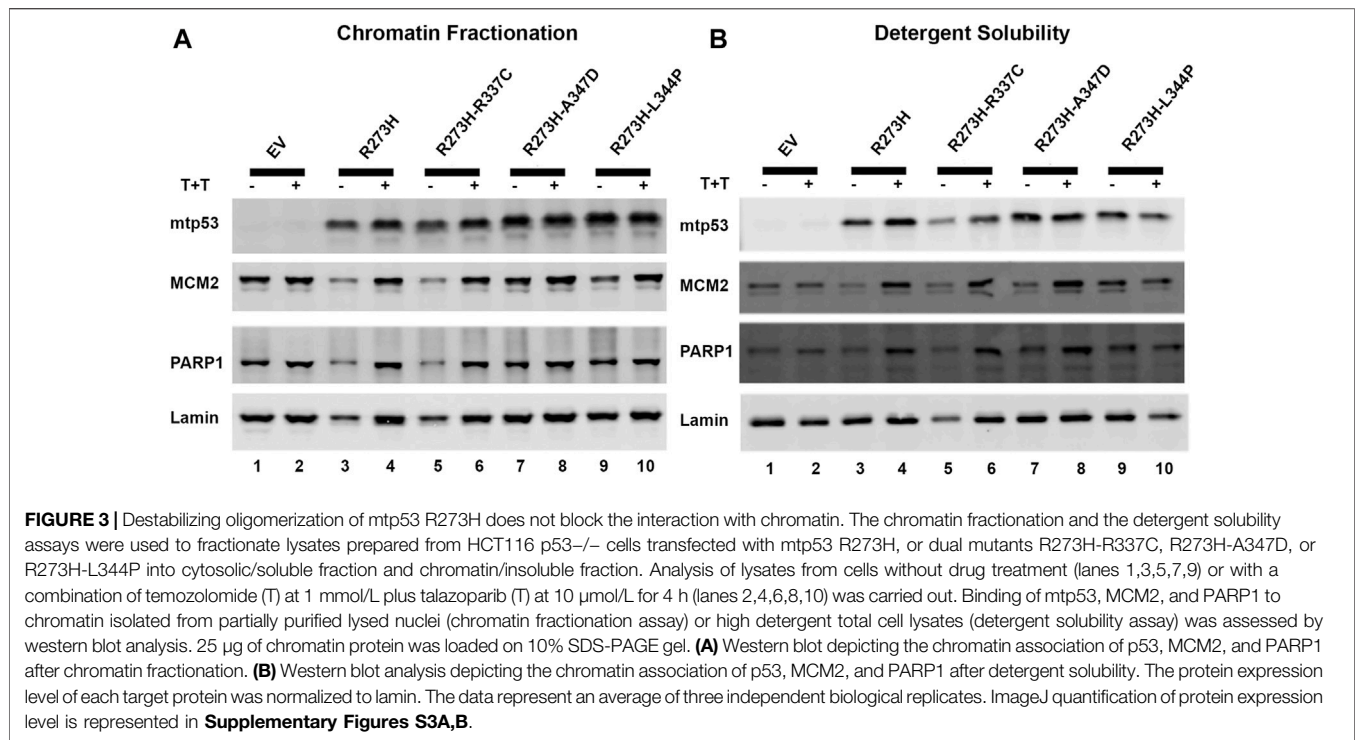 A Chromatin Fractionation
EV R273H R273H-R337C R273H-A347D R273H-L344P
T+T - + - + - + - + - +
mtp53
MCM2
PARP1
Lamin
1 2 3 4 5 6 7 8 9 10
B Detergent Solubility
EV R273H R273H-R337C R273H-A347D R273H-L344P
T+T - + - + - + - + - +
mtp53
MCM2
PARP1
Lamin
1 2 3 4 5 6 7 8 9 10
FIGURE 3 | Destabilizing oligomerization of mtp53 R273H does not block the interaction with chromatin. The chromatin fractionation and the detergent solubility
assays were used to fractionate lysates prepared from HCT116 p53−/− cells transfected with mtp53 R273H, or dual mutants R273H-R337C, R273H-A347D, or
R273H-L344P into cytosolic/soluble fraction and chromatin/insoluble fraction. Analysis of lysates from cells without drug treatment (lanes 1,3,5,7,9) or with a
combination of temozolomide (T) at 1 mmol/L plus talazoparib (T) at 10 µmol/L for 4 h (lanes 2,4,6,8,10) was carried out. Binding of mtp53, MCM2, and PARP1 to
chromatin isolated from partially purified lysed nuclei (chromatin fractionation assay) or high detergent total cell lysates (detergent solubility assay) was assessed by
western blot analysis. 25 µg of chromatin protein was loaded on 10% SDS-PAGE gel. (A) Western blot depicting the chromatin association of p53, MCM2, and PARP1
after chromatin fractionation. (B) Western blot analysis depicting the chromatin association of p53, MCM2, and PARP1 after detergent solubility. The protein expression
level of each target protein was normalized to lamin. The data represent an average of 4 of three independent biological replicates. ImageJ quantification of protein expression
level is represented in Supplementary Figures S3A,B.